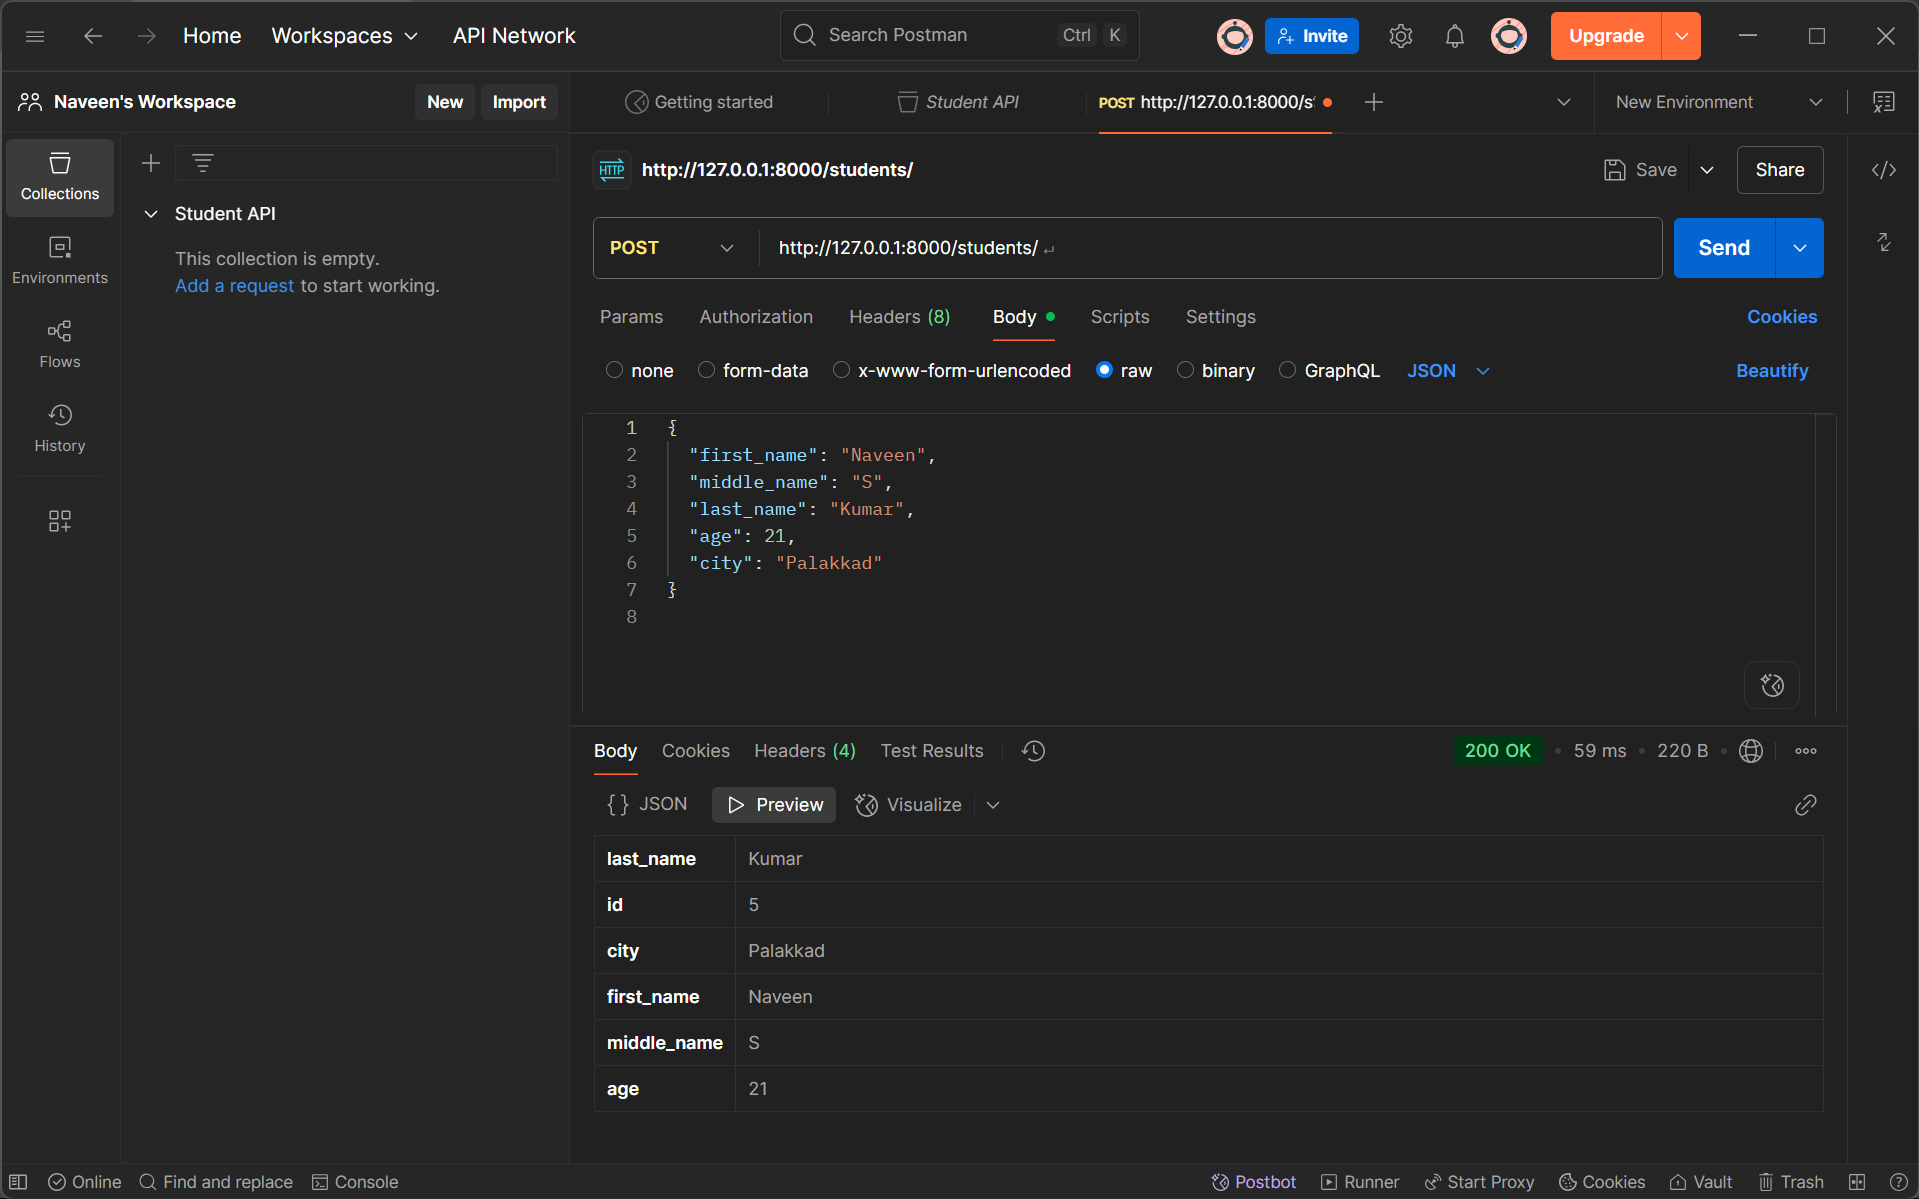 Home Workspaces API Network Search Postman Ctrl K Invite Upgrade
Naveen's Workspace New Import Getting started Student API POST http://127.0.0.1:8000/s New Environment
HTTP http://127.0.0.1:8000/students/ Save Share
Collections
Environments
Flows
History
Student API
This collection is empty.
Add a request to start working.
POST http://127.0.0.1:8000/students/ Send
Params Authorization Headers (8) Body Scripts Settings Cookies
none form-data x-www-form-urlencoded raw binary GraphQL JSON Beautify
1 {
2 "first_name": "Naveen",
3 "middle_name": "S",
4 "last_name": "Kumar",
5 "age": 21,
6 "city": "Palakkad"
7 }
8
Body Cookies Headers (4) Test Results 200 OK • 59 ms • 220 B •
{} JSON Preview Visualize
last_name Kumar
id 5
city Palakkad
first_name Naveen
middle_name S
age 21
Online Find and replace Console Postbot Runner Start Proxy Cookies Vault Trash